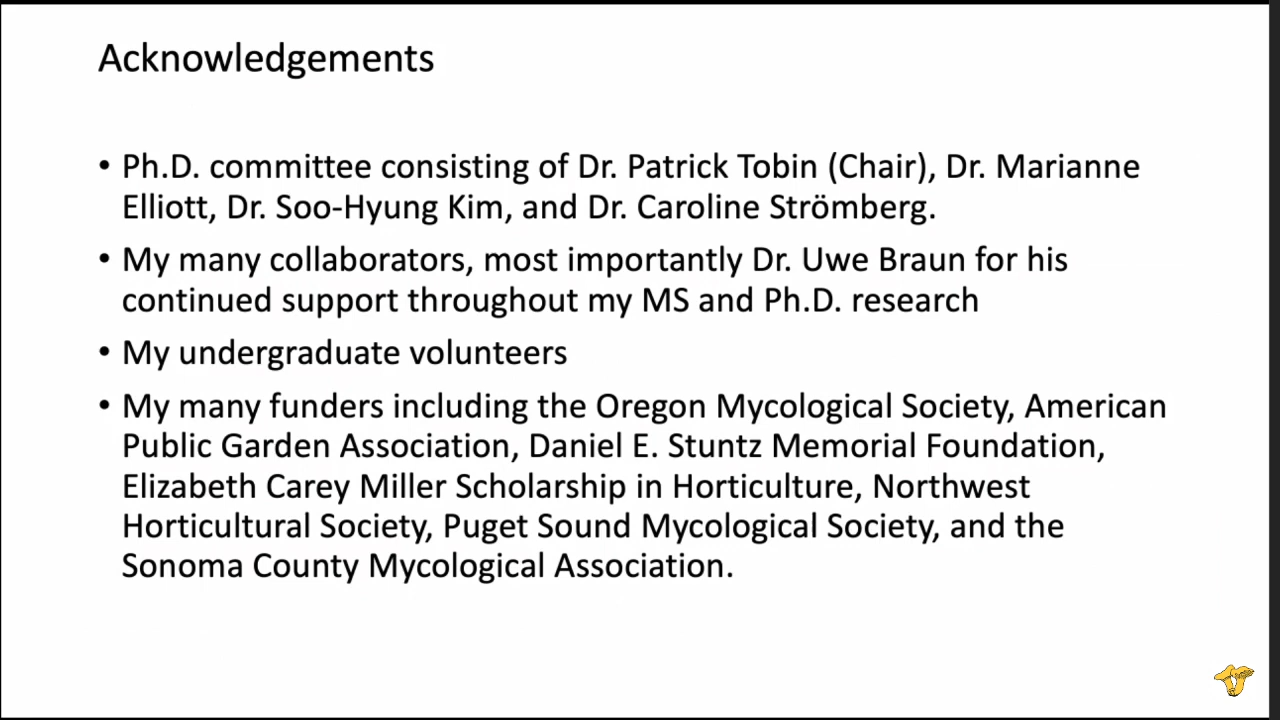 Acknowledgements
• Ph.D. committee consisting of Dr. Patrick Tobin (Chair), Dr. Marianne
Elliott, Dr. Soo-Hyung Kim, and Dr. Caroline Strömberg.
• My many collaborators, most importantly Dr. Uwe Braun for his
continued support throughout my MS and Ph.D. research
• My undergraduate volunteers
• My many funders including the Oregon Mycological Society, American
Public Garden Association, Daniel E. Stuntz Memorial Foundation,
Elizabeth Carey Miller Scholarship in Horticulture, Northwest
Horticultural Society, Puget Sound Mycological Society, and the
Sonoma County Mycological Association.